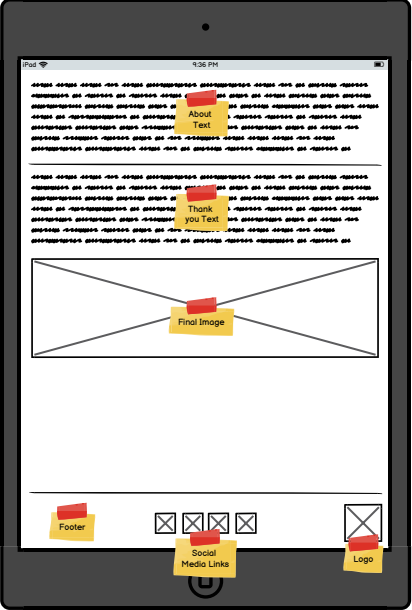 iPad 9:36 PM
About
Text
Thank
you Text
Final Image
Footer
Social
Media Links
Logo